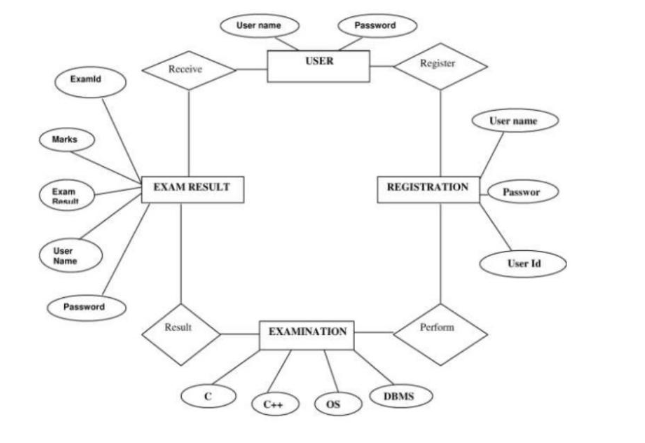 User name
Password
USER
Receive
Register
ExamId
User name
Marks
EXAM RESULT
REGISTRATION
Exam
Result
Passwor
User
Name
User Id
Password
Result
EXAMINATION
Perform
C
C++
OS
DBMS